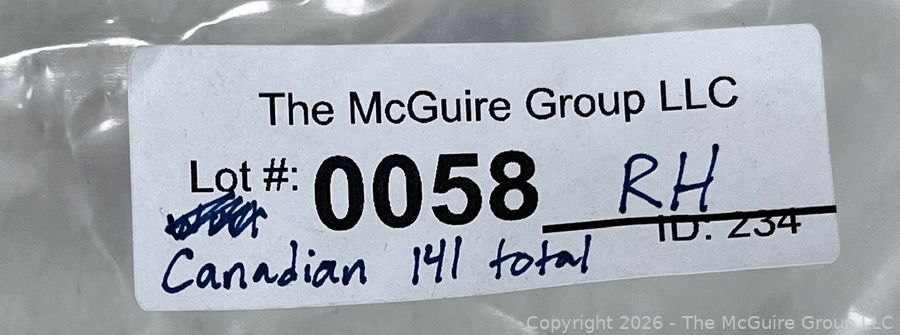 The McGuire Group LLC
Lot #: 0058 RH
ID: 234
Canadian 141 total
Copyright 2026 - The McGuire Group LLC